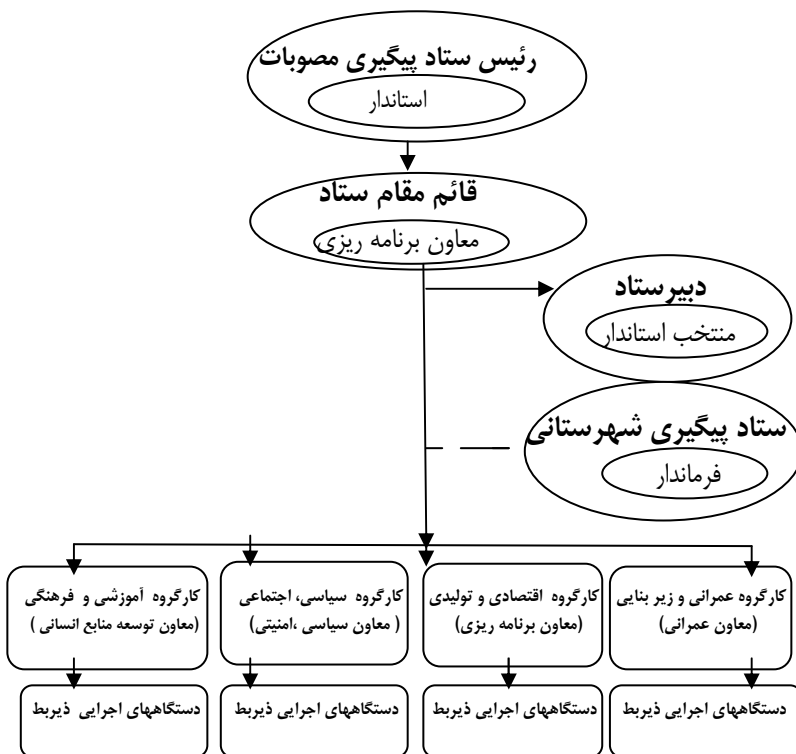 رئیس ستاد پیگیری مصوبات
استاندار
قائم مقام ستاد
معاون برنامه ریزی
دبیرستاد
منتخب استاندار
ستاد پیگیری شهرستانی
فرماندار
کارگروه عمرانی و زیر بنایی
(معاون عمرانی)
کارگروه اقتصادی و تولیدی
(معاون برنامه ریزی)
کارگروه سیاسی، اجتماعی
( معاون سیاسی ،امنیتی)
کارگروه آموزشی و فرهنگی
(معاون توسعه منابع انسانی )
دستگاههای اجرایی ذیربط
دستگاههای اجرایی ذیربط
دستگاههای اجرایی ذیربط
دستگاههای اجرایی ذیربط